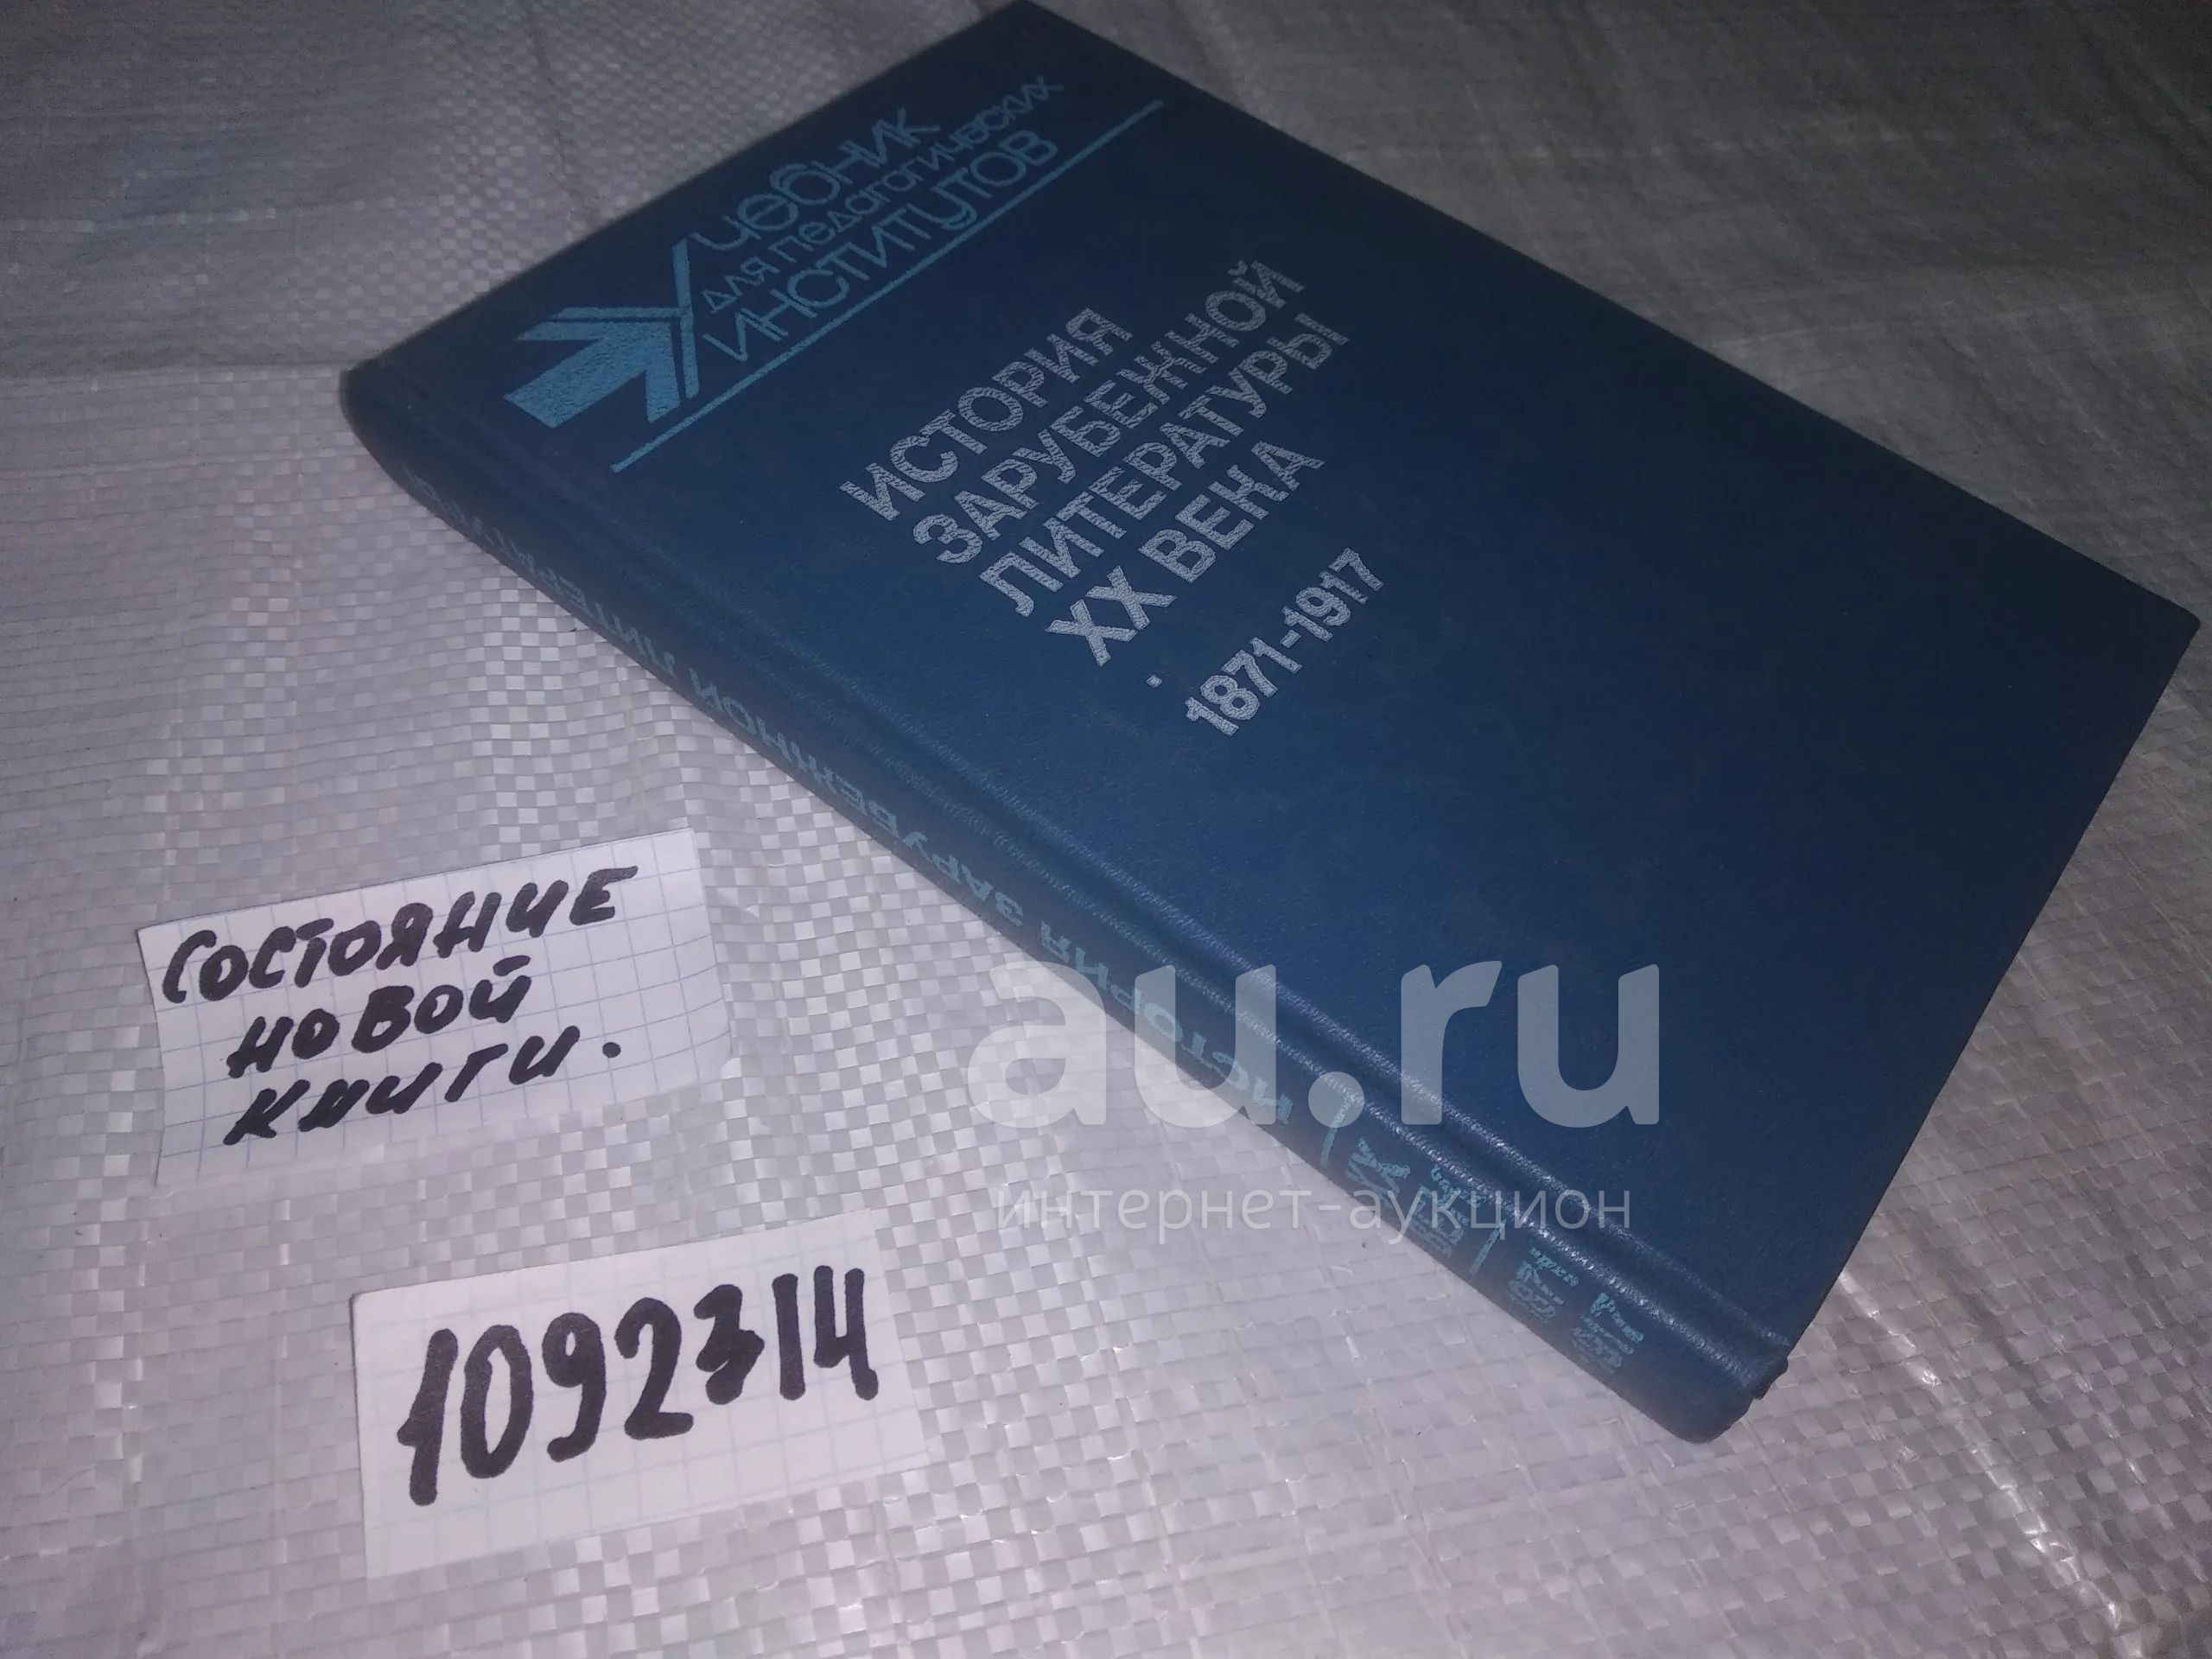 Учебник
для педагогических
институтов
ИСТОРИЯ
ЗАРУБЕЖНОЙ
ЛИТЕРАТУРЫ
ХХ ВЕКА
1871-1917
ИСТОРИЯ ЗАРУБЕЖНОЙ ЛИТЕРАТУРЫ
СОСТОЯНИЕ
НОВОЙ
КНИГИ.
1092314
au.ru
интернет-аукцион